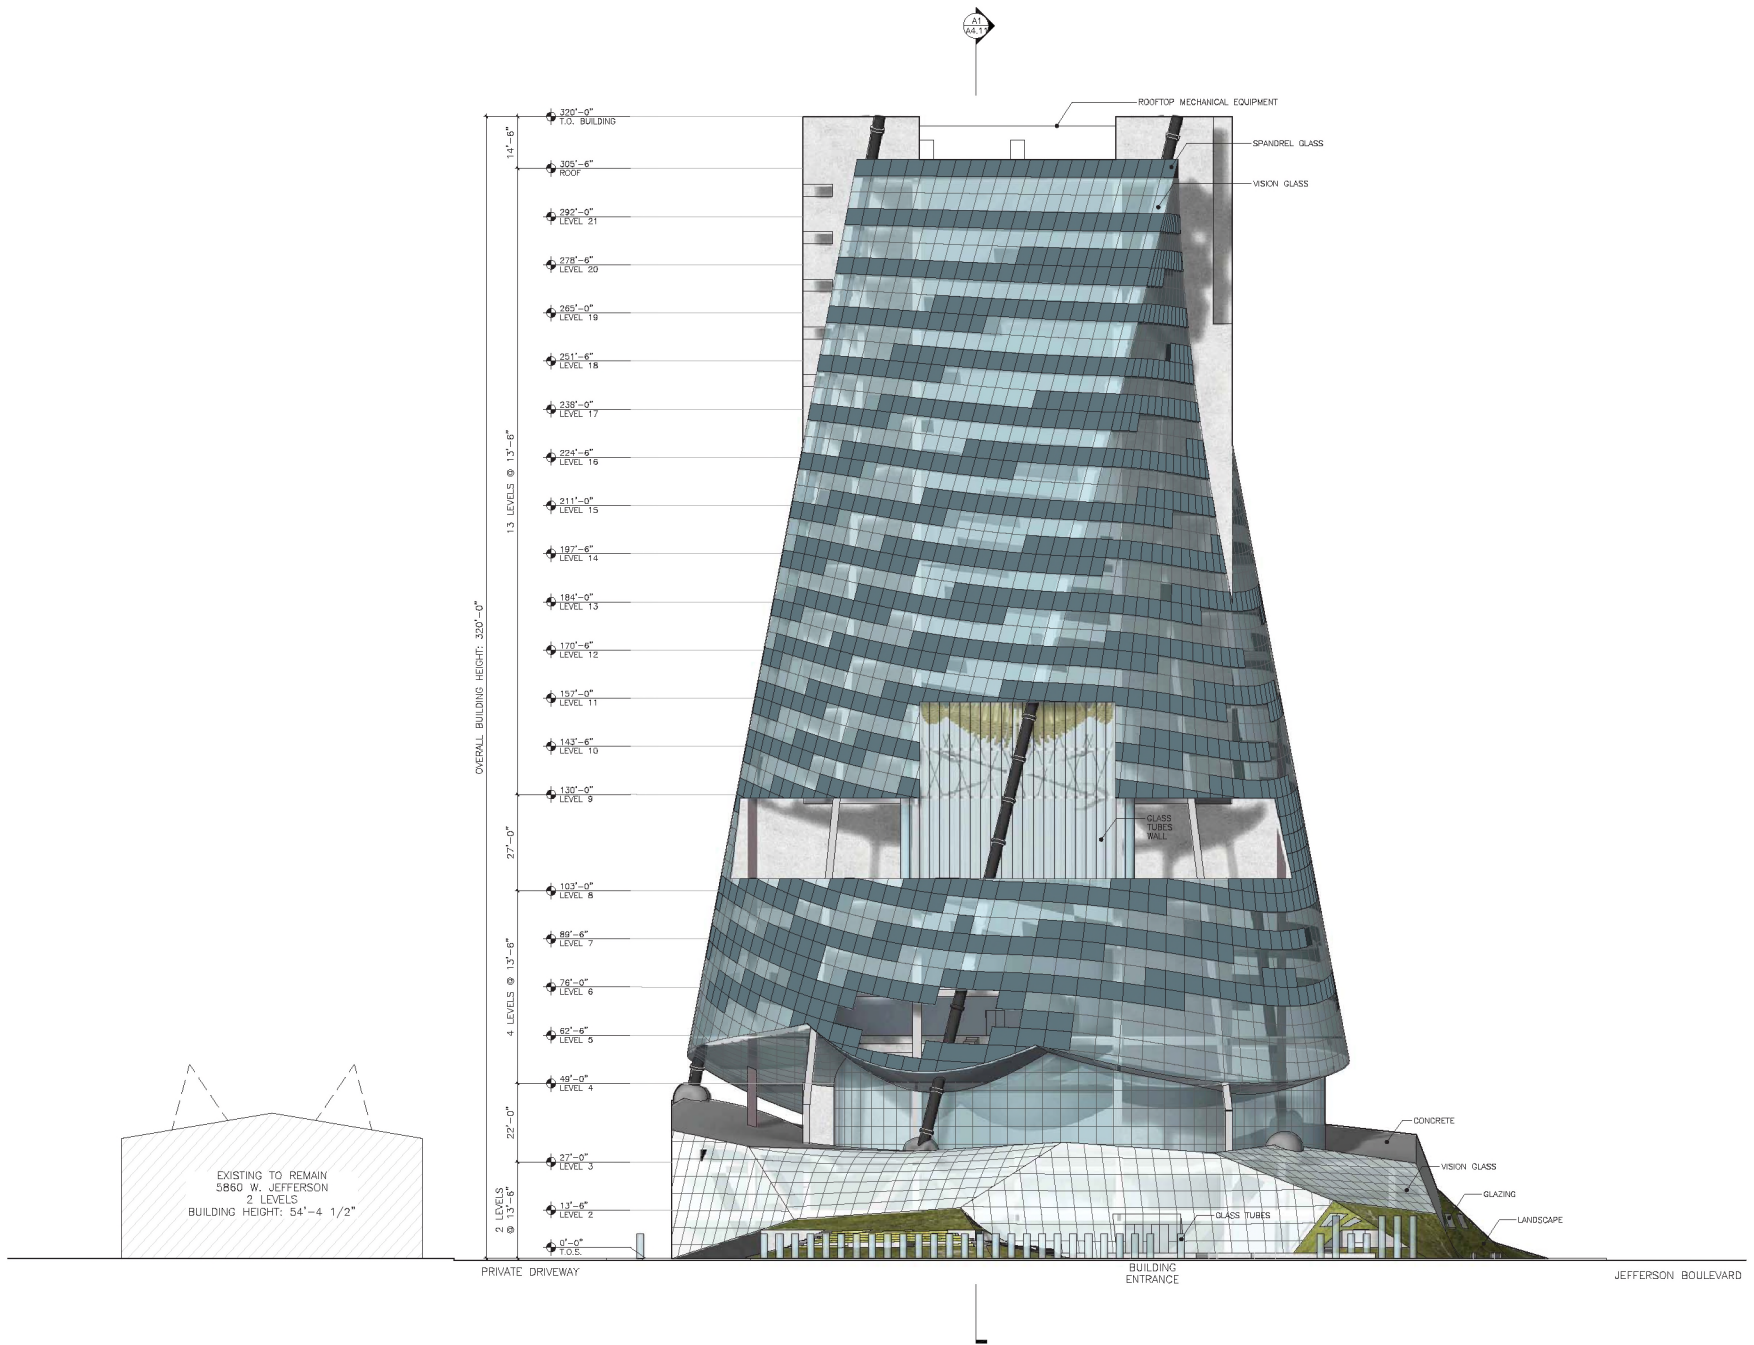 A1
A4.11
ROOFTOP MECHANICAL EQUIPMENT
320'-0"
T.O. BUILDING
14'-6"
SPANDREL GLASS
305'-6"
ROOF
VISION GLASS
292'-0"
LEVEL 21
278'-6"
LEVEL 20
265'-0"
LEVEL 19
251'-6"
LEVEL 18
238'-0"
LEVEL 17
224'-6"
LEVEL 16
13 LEVELS @ 13'-6"
211'-0"
LEVEL 15
197'-6"
LEVEL 14
184'-0"
LEVEL 13
170'-6"
LEVEL 12
OVERALL BUILDING HEIGHT: 320'-0"
157'-0"
LEVEL 11
143'-6"
LEVEL 10
130'-0"
LEVEL 9
GLASS
TUBES
WALL
27'-0"
103'-0"
LEVEL 8
89'-6"
LEVEL 7
4 LEVELS @ 13'-6"
76'-0"
LEVEL 6
62'-6"
LEVEL 5
49'-0"
LEVEL 4
22'-0"
CONCRETE
27'-0"
LEVEL 3
VISION GLASS
EXISTING TO REMAIN
5860 W. JEFFERSON
2 LEVELS
BUILDING HEIGHT: 54'-4 1/2"
2 LEVELS
@ 13'-6"
GLAZING
13'-6"
LEVEL 2
GLASS TUBES
LANDSCAPE
0'-0"
T.O.S.
PRIVATE DRIVEWAY
BUILDING
ENTRANCE
JEFFERSON BOULEVARD